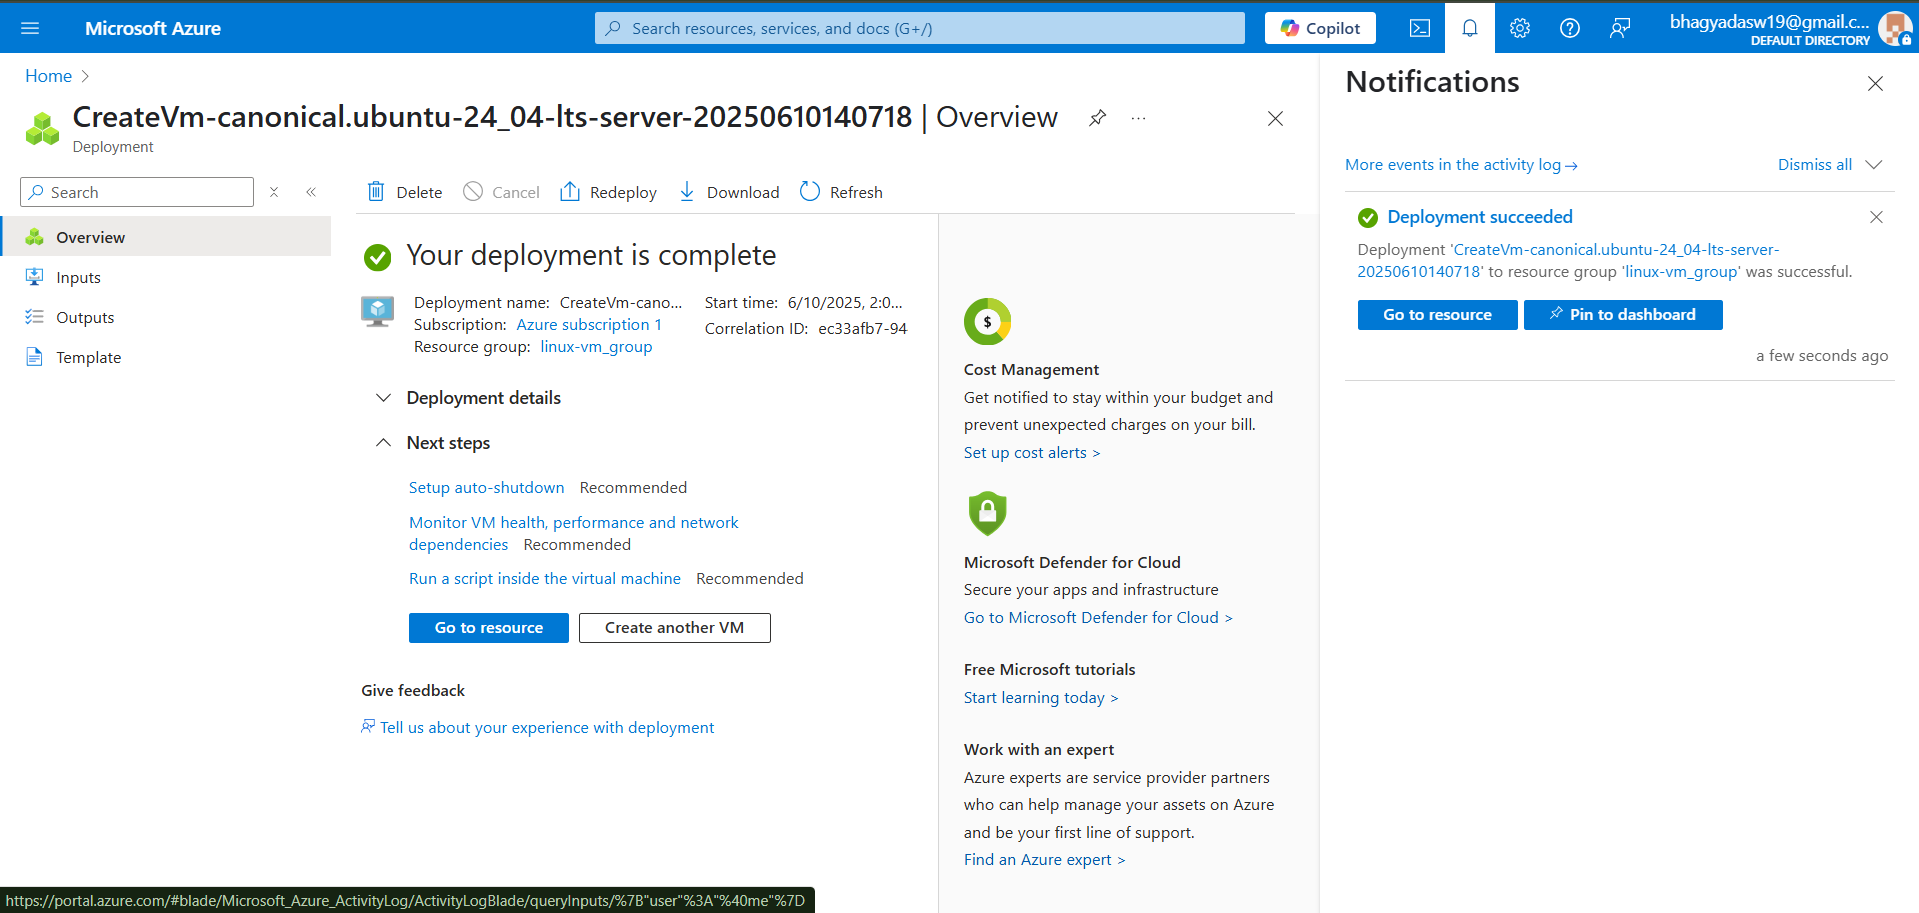 Microsoft Azure
Search resources, services, and docs (G+/)
Copilot
bhagyadasw19@gmail.c...
DEFAULT DIRECTORY
Home
CreateVm-canonical.ubuntu-24_04-lts-server-20250610140718 | Overview
Deployment
Search
Overview
Inputs
Outputs
Template
Delete
Cancel
Redeploy
Download
Refresh
Your deployment is complete
Deployment name: CreateVm-cano...
Subscription: Azure subscription 1
Resource group: linux-vm_group
Start time: 6/10/2025, 2:0...
Correlation ID: ec33afb7-94
Deployment details
Next steps
Setup auto-shutdown Recommended
Monitor VM health, performance and network
dependencies Recommended
Run a script inside the virtual machine Recommended
Go to resource
Create another VM
Give feedback
Tell us about your experience with deployment
$
Cost Management
Get notified to stay within your budget and
prevent unexpected charges on your bill.
Set up cost alerts >
Microsoft Defender for Cloud
Secure your apps and infrastructure
Go to Microsoft Defender for Cloud >
Free Microsoft tutorials
Start learning today >
Work with an expert
Azure experts are service provider partners
who can help manage your assets on Azure
and be your first line of support.
Find an Azure expert >
Notifications
More events in the activity log →
Dismiss all
Deployment succeeded
Deployment 'CreateVm-canonical.ubuntu-24_04-lts-server-
20250610140718' to resource group 'linux-vm_group' was successful.
Go to resource
Pin to dashboard
a few seconds ago
https://portal.azure.com/#blade/Microsoft_Azure_ActivityLog/ActivityLogBlade/queryInputs/%7B"user"%3A"%40me"%7D